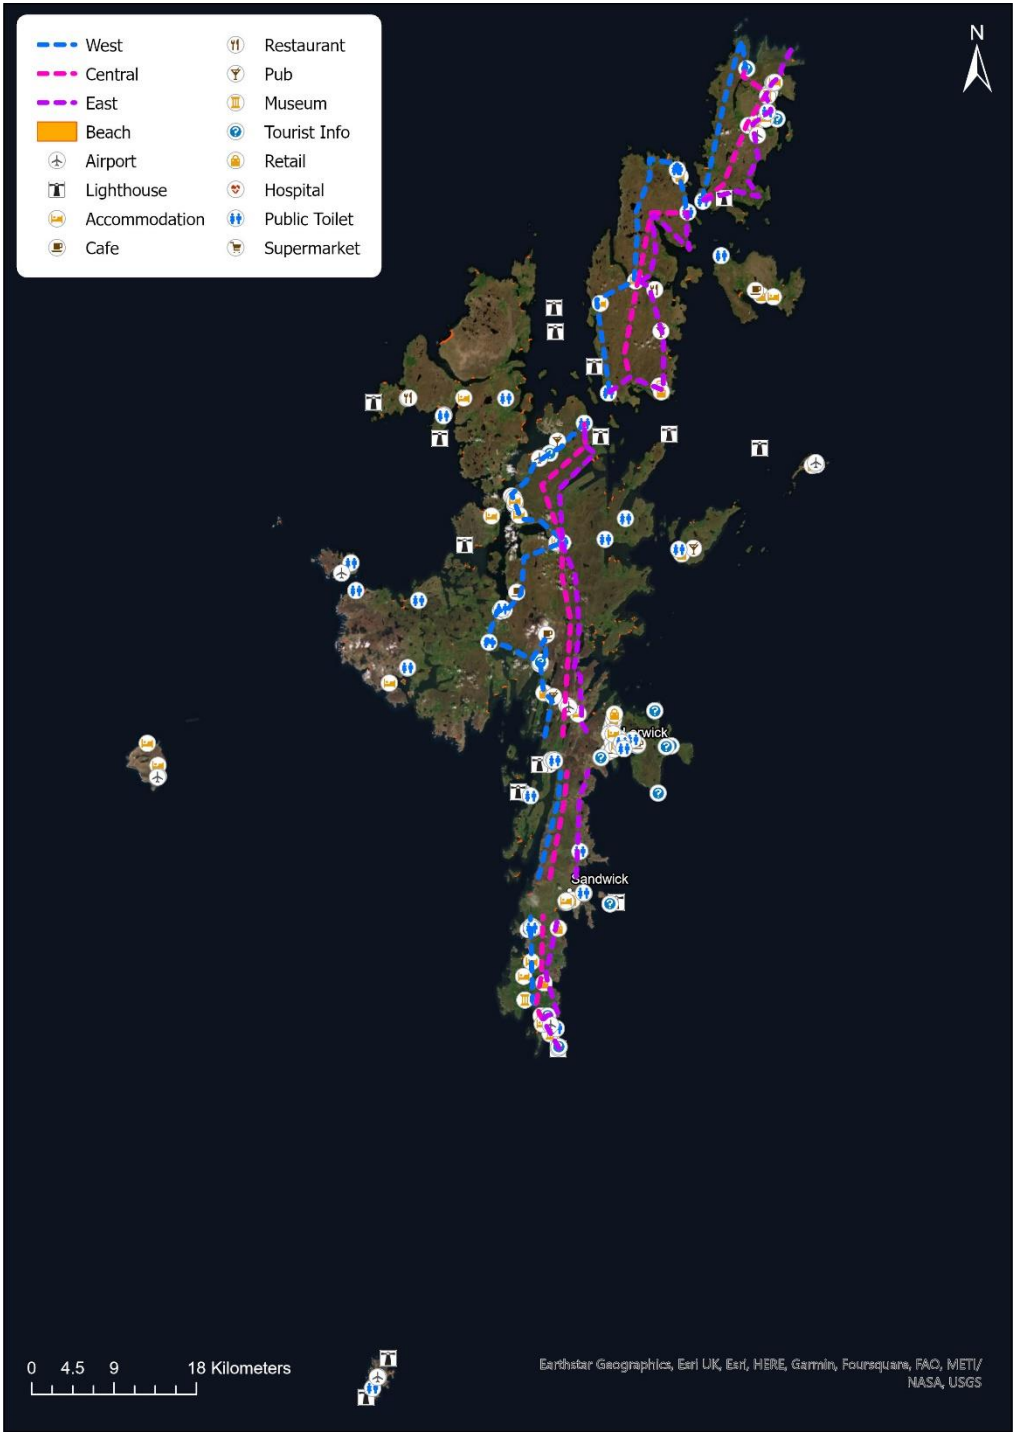 West
Central
East
Beach
Airport
Lighthouse
Accommodation
Cafe
Restaurant
Pub
Museum
Tourist Info
Retail
Hospital
Public Toilet
Supermarket
N
Lerwick
Sandwick
0 4.5 9 18 Kilometers
Earthstar Geographics, Esri UK, Esri, HERE, Garmin, Foursquare, FAO, METI/
NASA, USGS